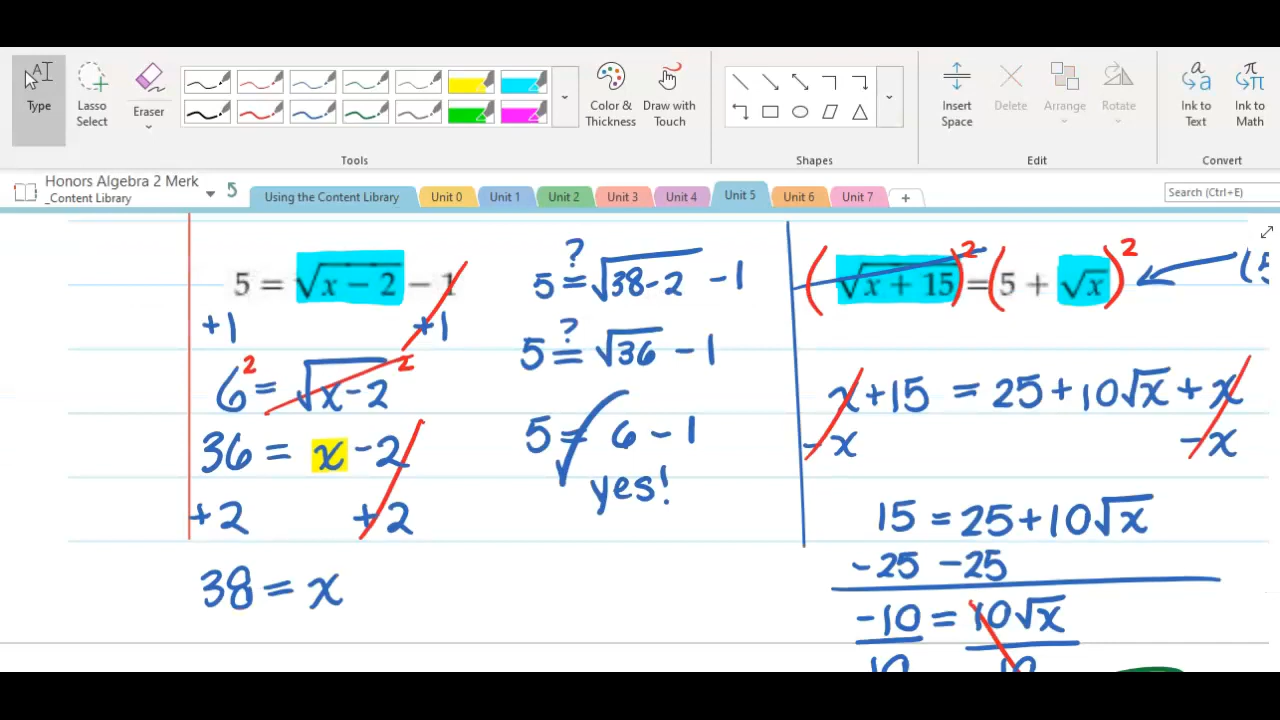 Type
Lasso Select
Eraser
Color & Thickness
Draw with Touch
Insert Space
Delete
Arrange
Rotate
Ink to Text
Ink to Math
Tools
Shapes
Edit
Convert
Honors Algebra 2 Merk
_Content Library
Using the Content Library
Unit 0
Unit 1
Unit 2
Unit 3
Unit 4
Unit 5
Unit 6
Unit 7
+
Search (Ctrl+E)
5 = √(x − 2) − 1
+1 +1
6² = √(x-2)²
36 = x - 2
+2 +2
38 = x
5 ≟ √(38-2) - 1
5 ≟ √36 - 1
5 = 6 - 1
yes!
(√(x + 15))² = (5 + √x)²
(5
x + 15 = 25 + 10√x + x
-x -x
15 = 25 + 10√x
-25 -25
-10 = 10√x
10 10